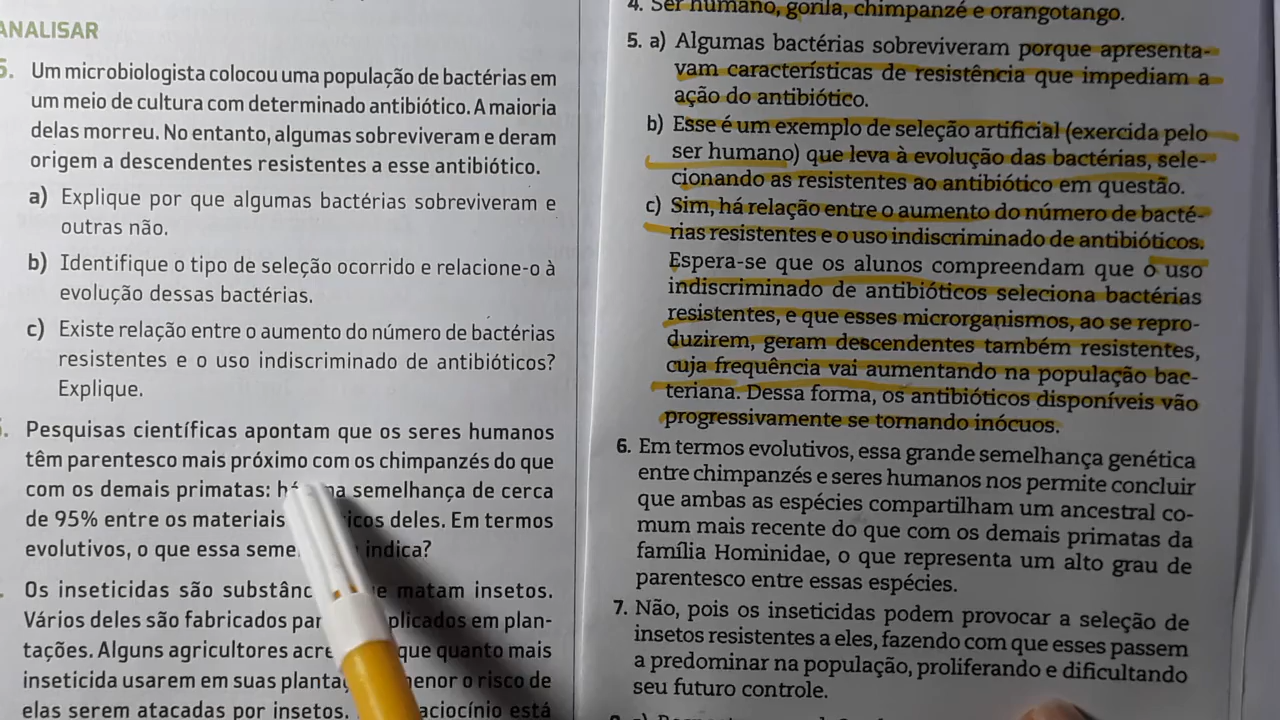 ANALISAR
5. Um microbiologista colocou uma população de bactérias em
um meio de cultura com determinado antibiótico. A maioria
delas morreu. No entanto, algumas sobreviveram e deram
origem a descendentes resistentes a esse antibiótico.
a) Explique por que algumas bactérias sobreviveram e
outras não.
b) Identifique o tipo de seleção ocorrido e relacione-o à
evolução dessas bactérias.
c) Existe relação entre o aumento do número de bactérias
resistentes e o uso indiscriminado de antibióticos?
Explique.
Pesquisas científicas apontam que os seres humanos
têm parentesco mais próximo com os chimpanzés do que
com os demais primatas: há semelhança de cerca
de 95% entre os materiais deles. Em termos
evolutivos, o que essa indica?
Os inseticidas são matam insetos.
Vários deles são fabricados em plan-
tações. Alguns agricultores que quanto mais
inseticida usarem em suas o risco de
elas serem atacadas por insetos. está
4. Ser humano, gorila, chimpanzé e orangotango.
5. a) Algumas bactérias sobreviveram porque apresenta-
vam características de resistência que impediam a
ação do antibiótico.
b) Esse é um exemplo de seleção artificial (exercida pelo
ser humano) que leva à evolução das bactérias, sele-
cionando as resistentes ao antibiótico em questão.
c) Sim, há relação entre o aumento do número de bacté-
rias resistentes e o uso indiscriminado de antibióticos.
Espera-se que os alunos compreendam que o uso
indiscriminado de antibióticos seleciona bactérias
resistentes, e que esses microrganismos, ao se repro-
duzirem, geram descendentes também resistentes,
cuja frequência vai aumentando na população bac-
teriana. Dessa forma, os antibióticos disponíveis vão
progressivamente se tornando inócuos.
6. Em termos evolutivos, essa grande semelhança genética
entre chimpanzés e seres humanos nos permite concluir
que ambas as espécies compartilham um ancestral co-
mum mais recente do que com os demais primatas da
família Hominidae, o que representa um alto grau de
parentesco entre essas espécies.
7. Não, pois os inseticidas podem provocar a seleção de
insetos resistentes a eles, fazendo com que esses passem
a predominar na população, proliferando e dificultando
seu futuro controle.